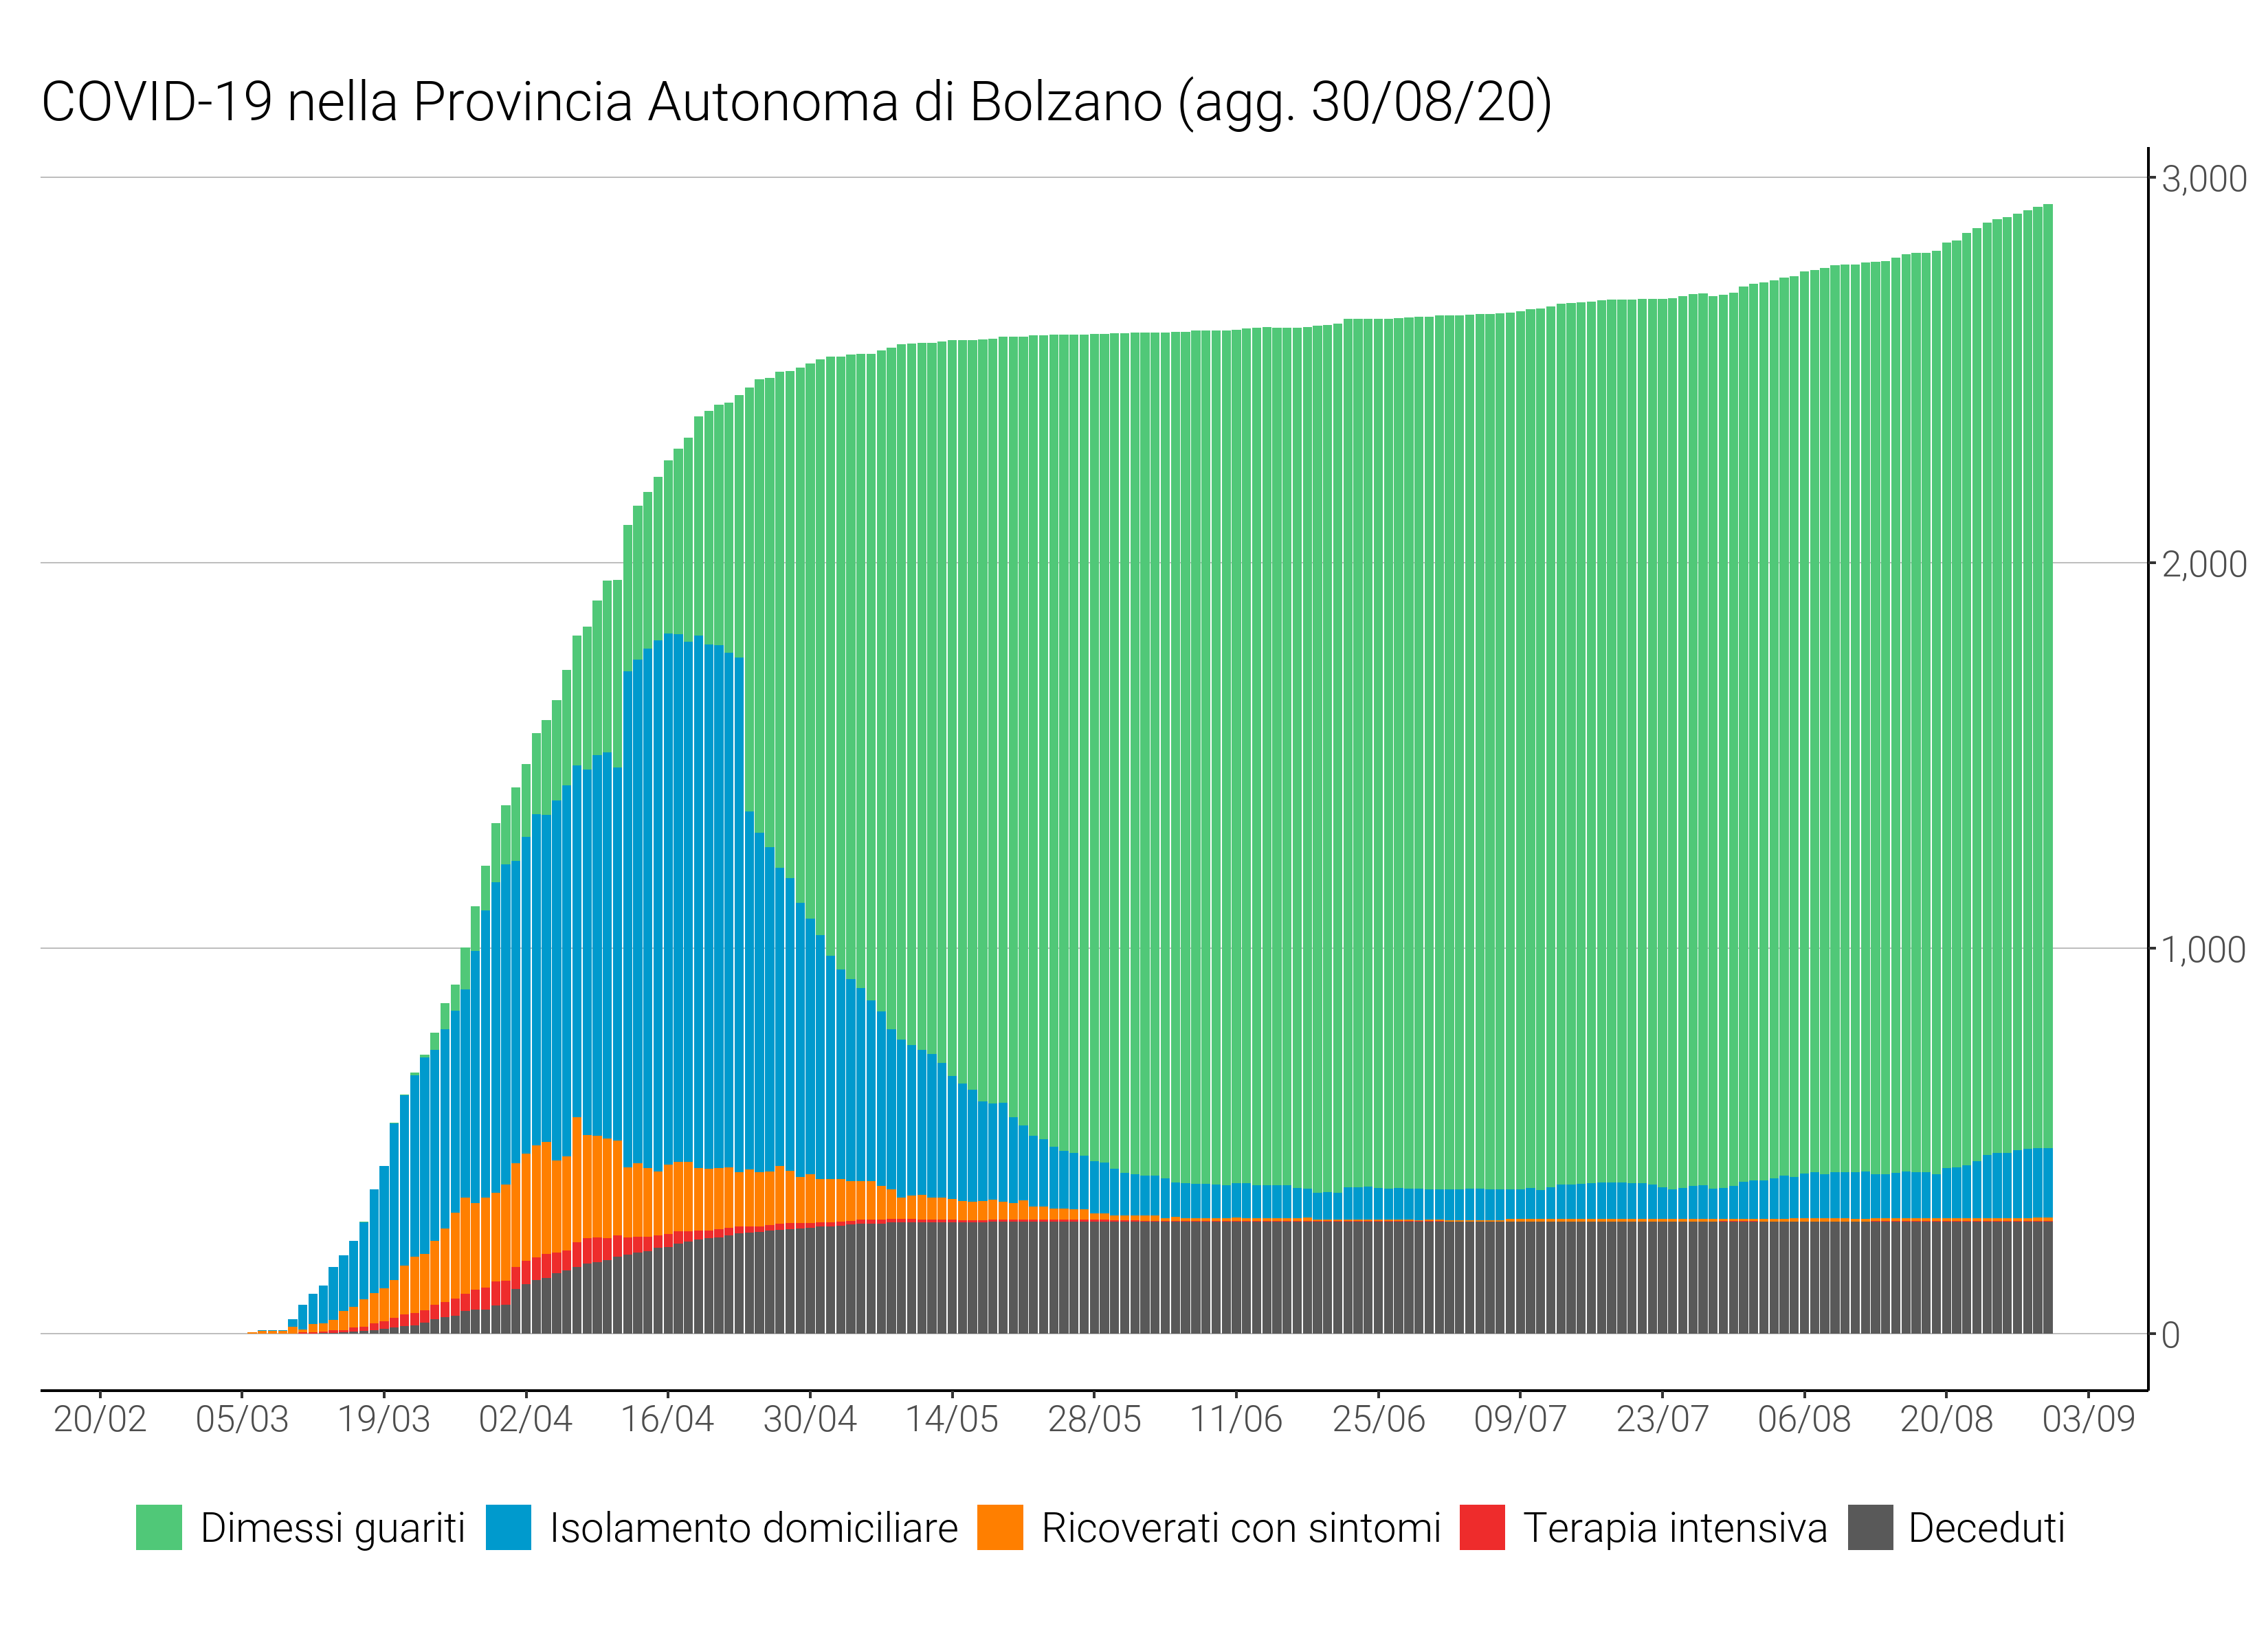 COVID-19 nella Provincia Autonoma di Bolzano (agg. 30/08/20)
3,000
2,000
1,000
0
20/02 05/03 19/03 02/04 16/04 30/04 14/05 28/05 11/06 25/06 09/07 23/07 06/08 20/08 03/09
Dimessi guariti Isolamento domiciliare Ricoverati con sintomi Terapia intensiva Deceduti